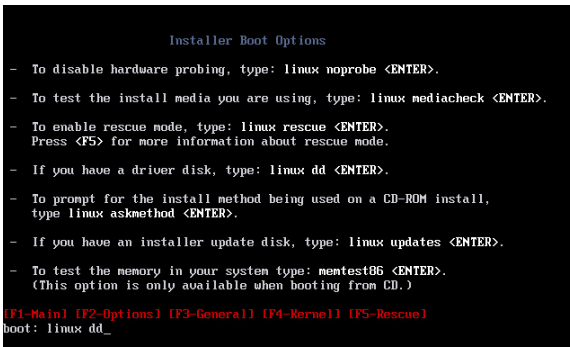 Installer Boot Options
- To disable hardware probing, type: linux noprobe <ENTER>.
- To test the install media you are using, type: linux mediacheck <ENTER>.
- To enable rescue mode, type: linux rescue <ENTER>.
Press <F5> for more information about rescue mode.
- If you have a driver disk, type: linux dd <ENTER>.
- To prompt for the install method being used on a CD-ROM install,
type linux askmethod <ENTER>.
- If you have an installer update disk, type: linux updates <ENTER>.
- To test the memory in your system type: memtest86 <ENTER>.
(This option is only available when booting from CD.)
[F1-Main] [F2-Options] [F3-General] [F4-Kernel] [F5-Rescue]
boot: linux dd_